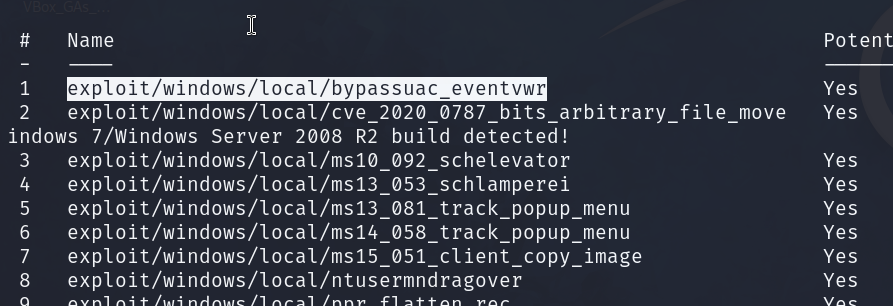 VBox_GAs_...
# Name Potent
- ---- ------
1 exploit/windows/local/bypassuac_eventvwr Yes
2 exploit/windows/local/cve_2020_0787_bits_arbitrary_file_move Yes
indows 7/Windows Server 2008 R2 build detected!
3 exploit/windows/local/ms10_092_schelevator Yes
4 exploit/windows/local/ms13_053_schlamperei Yes
5 exploit/windows/local/ms13_081_track_popup_menu Yes
6 exploit/windows/local/ms14_058_track_popup_menu Yes
7 exploit/windows/local/ms15_051_client_copy_image Yes
8 exploit/windows/local/ntusermndragover Yes
9 exploit/windows/local/ppr_flatten_rec Yes